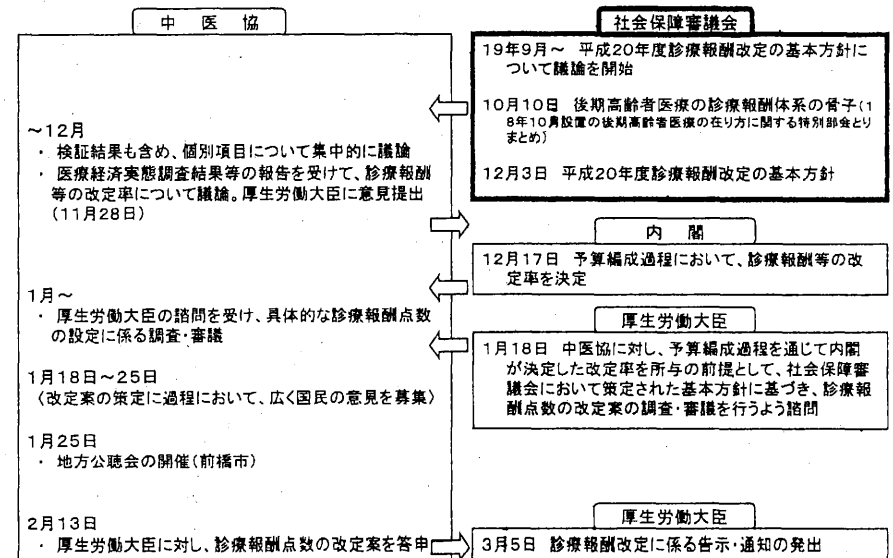 中医協
～12月
・ 検証結果も含め、個別項目について集中的に議論
・ 医療経済実態調査結果等の報告を受けて、診療報酬
等の改定率について議論。厚生労働大臣に意見提出
(11月28日)
1月～
・ 厚生労働大臣の諮問を受け、具体的な診療報酬点数
の設定に係る調査・審議
1月18日～25日
〈改定案の策定に過程において、広く国民の意見を募集〉
1月25日
・ 地方公聴会の開催(前橋市)
2月13日
・ 厚生労働大臣に対し、診療報酬点数の改定案を答申
社会保障審議会
19年9月～ 平成20年度診療報酬改定の基本方針に
ついて議論を開始
10月10日 後期高齢者医療の診療報酬体系の骨子(1
8年10月設置の後期高齢者医療の在り方に関する特別部会とり
まとめ)
12月3日 平成20年度診療報酬改定の基本方針
内閣
12月17日 予算編成過程において、診療報酬等の改
定率を決定
厚生労働大臣
1月18日 中医協に対し、予算編成過程を通じて内閣
が決定した改定率を所与の前提として、社会保障審
議会において策定された基本方針に基づき、診療報
酬点数の改定案の調査・審議を行うよう諮問
厚生労働大臣
3月5日 診療報酬改定に係る告示・通知の発出